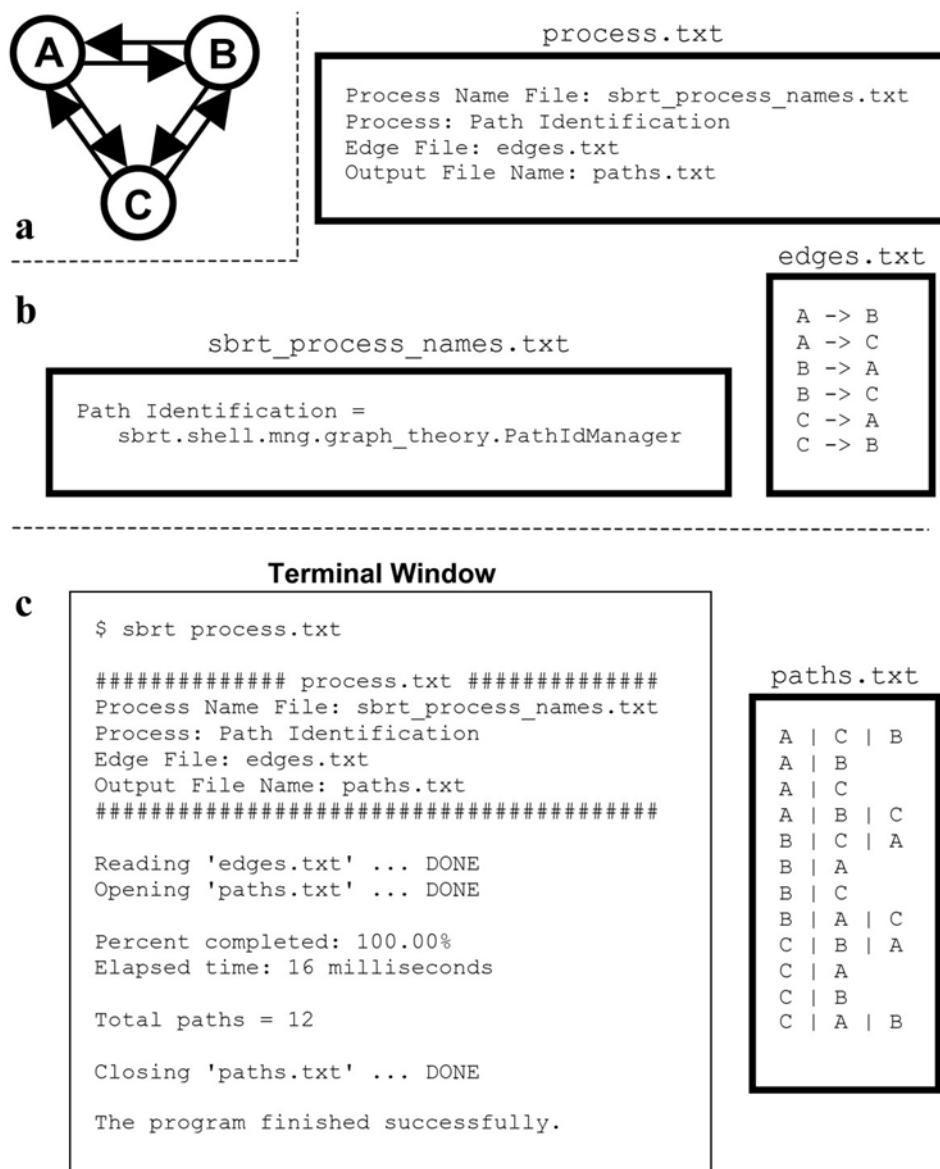 A
B
C
a
process.txt
Process Name File: sbrt_process_names.txt
Process: Path Identification
Edge File: edges.txt
Output File Name: paths.txt
b
sbrt_process_names.txt
Path Identification =
sbrt.shell.mng.graph_theory.PathIdManager
edges.txt
A -> B
A -> C
B -> A
B -> C
C -> A
C -> B
c
Terminal Window
$ sbrt process.txt
############## process.txt ##############
Process Name File: sbrt_process_names.txt
Process: Path Identification
Edge File: edges.txt
Output File Name: paths.txt
#########################################
Reading 'edges.txt' ... DONE
Opening 'paths.txt' ... DONE
Percent completed: 100.00%
Elapsed time: 16 milliseconds
Total paths = 12
Closing 'paths.txt' ... DONE
The program finished successfully.
paths.txt
A | C | B
A | B
A | C
A | B | C
B | C | A
B | A
B | C
B | A | C
C | B | A
C | A
C | B
C | A | B